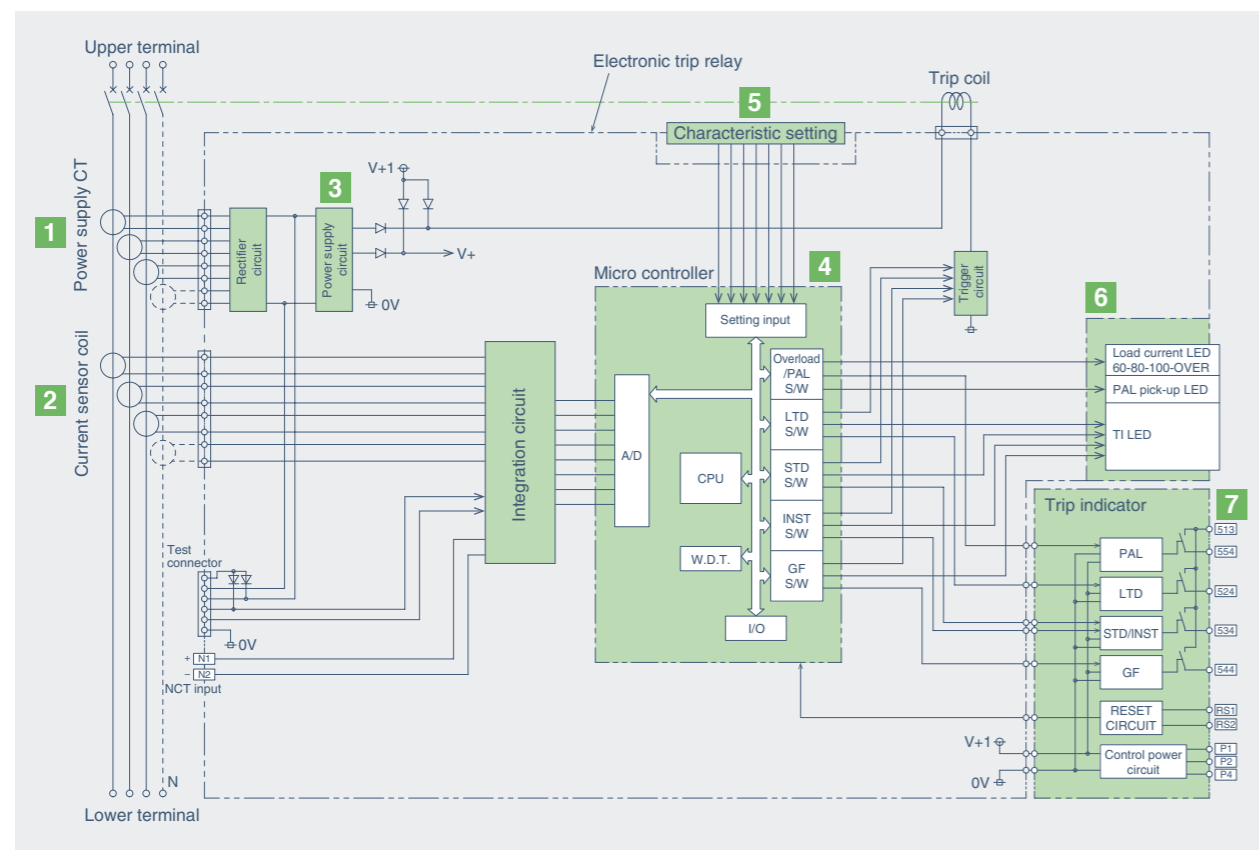 Upper terminal
Electronic trip relay
Trip coil
5
Characteristic setting
V+1
3
1
Power supply CT
Rectifier
circuit
Power supply
circuit
V+
0V
Micro controller
4
Trigger
circuit
Setting input
6
Load current LED
60-80-100-OVER
PAL pick-up LED
TI LED
2
Current sensor coil
Integration circuit
A/D
CPU
W.D.T.
I/O
Overload
/PAL
S/W
LTD
S/W
STD
S/W
INST
S/W
GF
S/W
Trip indicator
7
PAL
LTD
STD/INST
GF
RESET
CIRCUIT
Control power
circuit
513
554
524
534
544
RS1
RS2
P1
P2
P4
V+1
0V
Test
connector
0V
+ N1
− N2
NCT input
N
Lower terminal